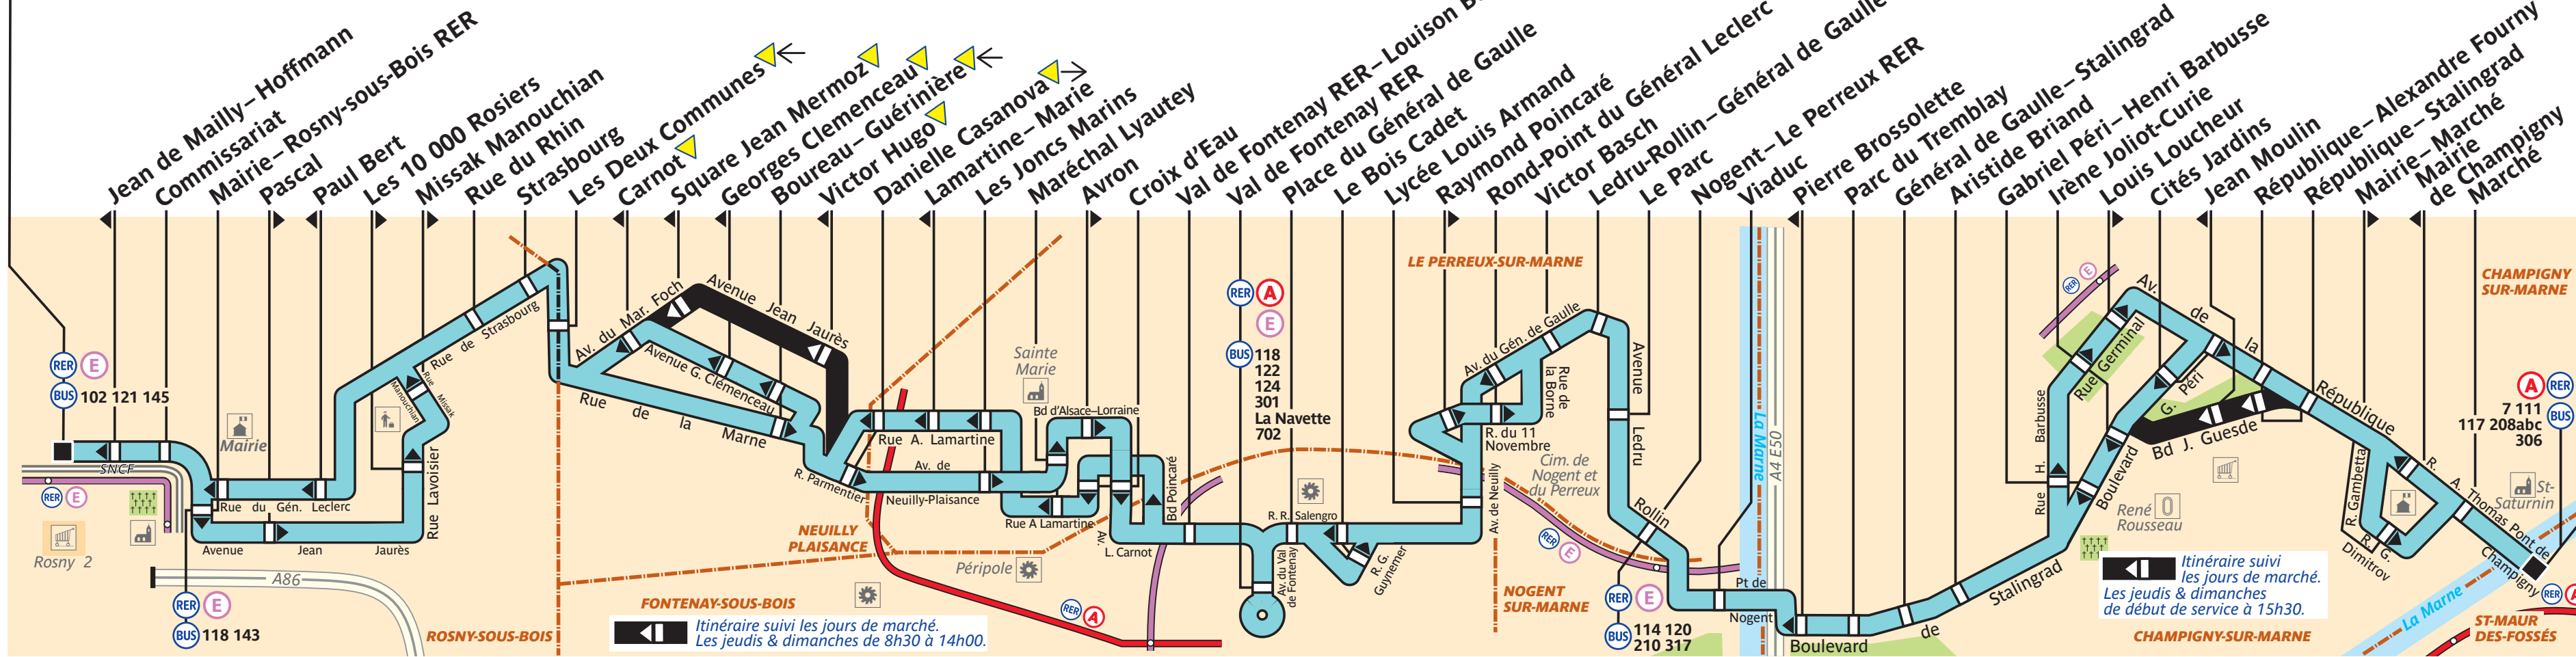 Jean de Mailly – Hoffmann
Commissariat
Mairie – Rosny-sous-Bois RER
Pascal
Paul Bert
Les 10 000 Rosiers
Missak Manouchian
Rue du Rhin
Strasbourg
Les Deux Communes
Carnot
Square Jean Mermoz
Georges Clemenceau
Boureau – Guérinière
Victor Hugo
Danielle Casanova
Lamartine – Marie
Les Joncs Marins
Maréchal Lyautey
Avron
Croix d'Eau
Val de Fontenay RER – Louison
Val de Fontenay RER
Place du Général de Gaulle
Le Bois Cadet
Lycée Louis Armand
Raymond Poincaré
Rond-Point du Général Leclerc
Victor Basch
Ledru-Rollin – Général de Gaulle
Le Parc
Nogent – Le Perreux RER
Viaduc
Pierre Brossolette
Parc du Tremblay
Général de Gaulle – Stalingrad
Aristide Briand
Gabriel Péri – Henri Barbusse
Irène Joliot-Curie
Louis Loucheur
Cités Jardins
Jean Moulin
République – Alexandre Fourny
République – Stalingrad
Mairie – Marché
Mairie
de Champigny
Marché
RER E
BUS 102 121 145
SNCF
RER E
Rosny 2
Mairie
Rue du Gén. Leclerc
Avenue Jean Jaurès
Rue Lavoisier
Rue Missak
Manouchian
Rue de Strasbourg
A86
RER E
BUS 118 143
ROSNY-SOUS-BOIS
Av. du Mar. Foch
Avenue Jean Jaurès
Avenue G. Clémenceau
Rue de la Marne
R. Parmentier
Rue A. Lamartine
Av. de
Neuilly-Plaisance
NEUILLY
PLAISANCE
FONTENAY-SOUS-BOIS
Itinéraire suivi les jours de marché.
Les jeudis & dimanches de 8h30 à 14h00.
Sainte
Marie
Bd d'Alsace–Lorraine
Rue A Lamartine
Péripole
RER A
Av.
L. Carnot
Bd Poincaré
RER A
E
BUS 118
122
124
301
La Navette
702
Av. du Val
de Fontenay
R. R. Salengro
R. G.
Guynemer
LE PERREUX-SUR-MARNE
Av. du Gén. de Gaulle
Rue de
la Borne
R. du 11
Novembre
Av. de Neuilly
Cim. de
Nogent et
du Perreux
RER E
NOGENT
SUR-MARNE
Avenue
Ledru
Rollin
RER E
BUS 114 120
210 317
Pt de
Nogent
La Marne
A4 E50
Boulevard
de
Stalingrad
Boulevard
Rue H. Barbusse
Rue Germinal
RER E
G. Péri
Bd J. Guesde
René
Rousseau
Av. de la République
Itinéraire suivi
les jours de marché.
Les jeudis & dimanches
de début de service à 15h30.
CHAMPIGNY-SUR-MARNE
R. Gambetta
R. G.
Dimitrov
R. A. Thomas
Pont de
Champigny
St-
Saturnin
CHAMPIGNY
SUR-MARNE
A RER
7 111 BUS
117 208abc
306
La Marne
RER A
ST-MAUR
DES-FOSSÉS